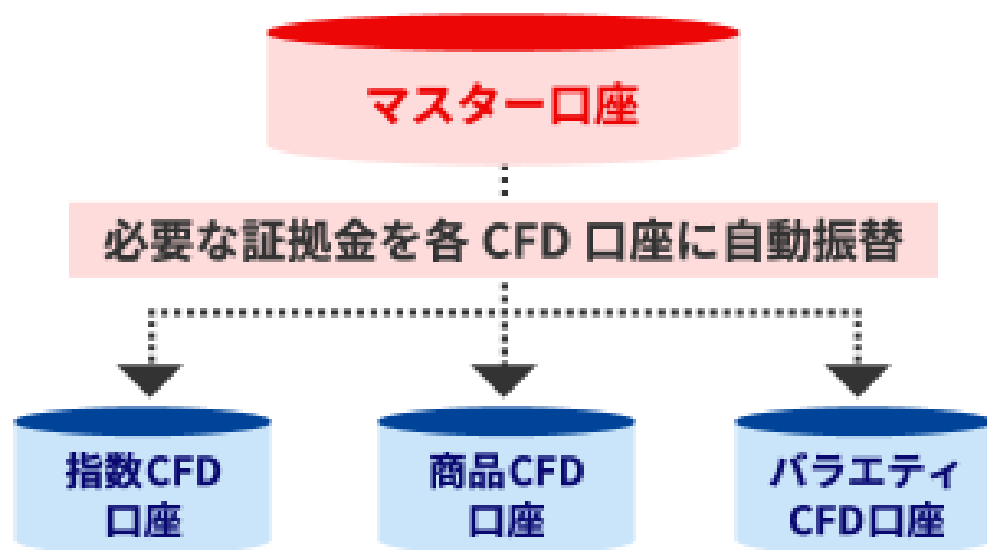 マスター口座
必要な証拠金を各 CFD 口座に自動振替
指数CFD
口座
商品CFD
口座
バラエティ
CFD口座